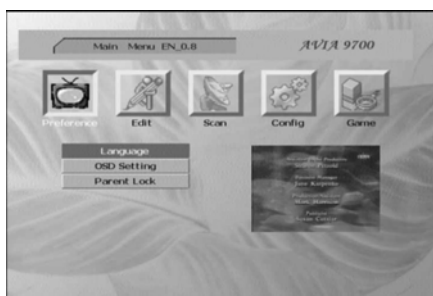 Main Menu EN_0.8
AVIA 9700
Preference
Edit
Scan
Config
Game
Language
OSD Setting
Parent Lock